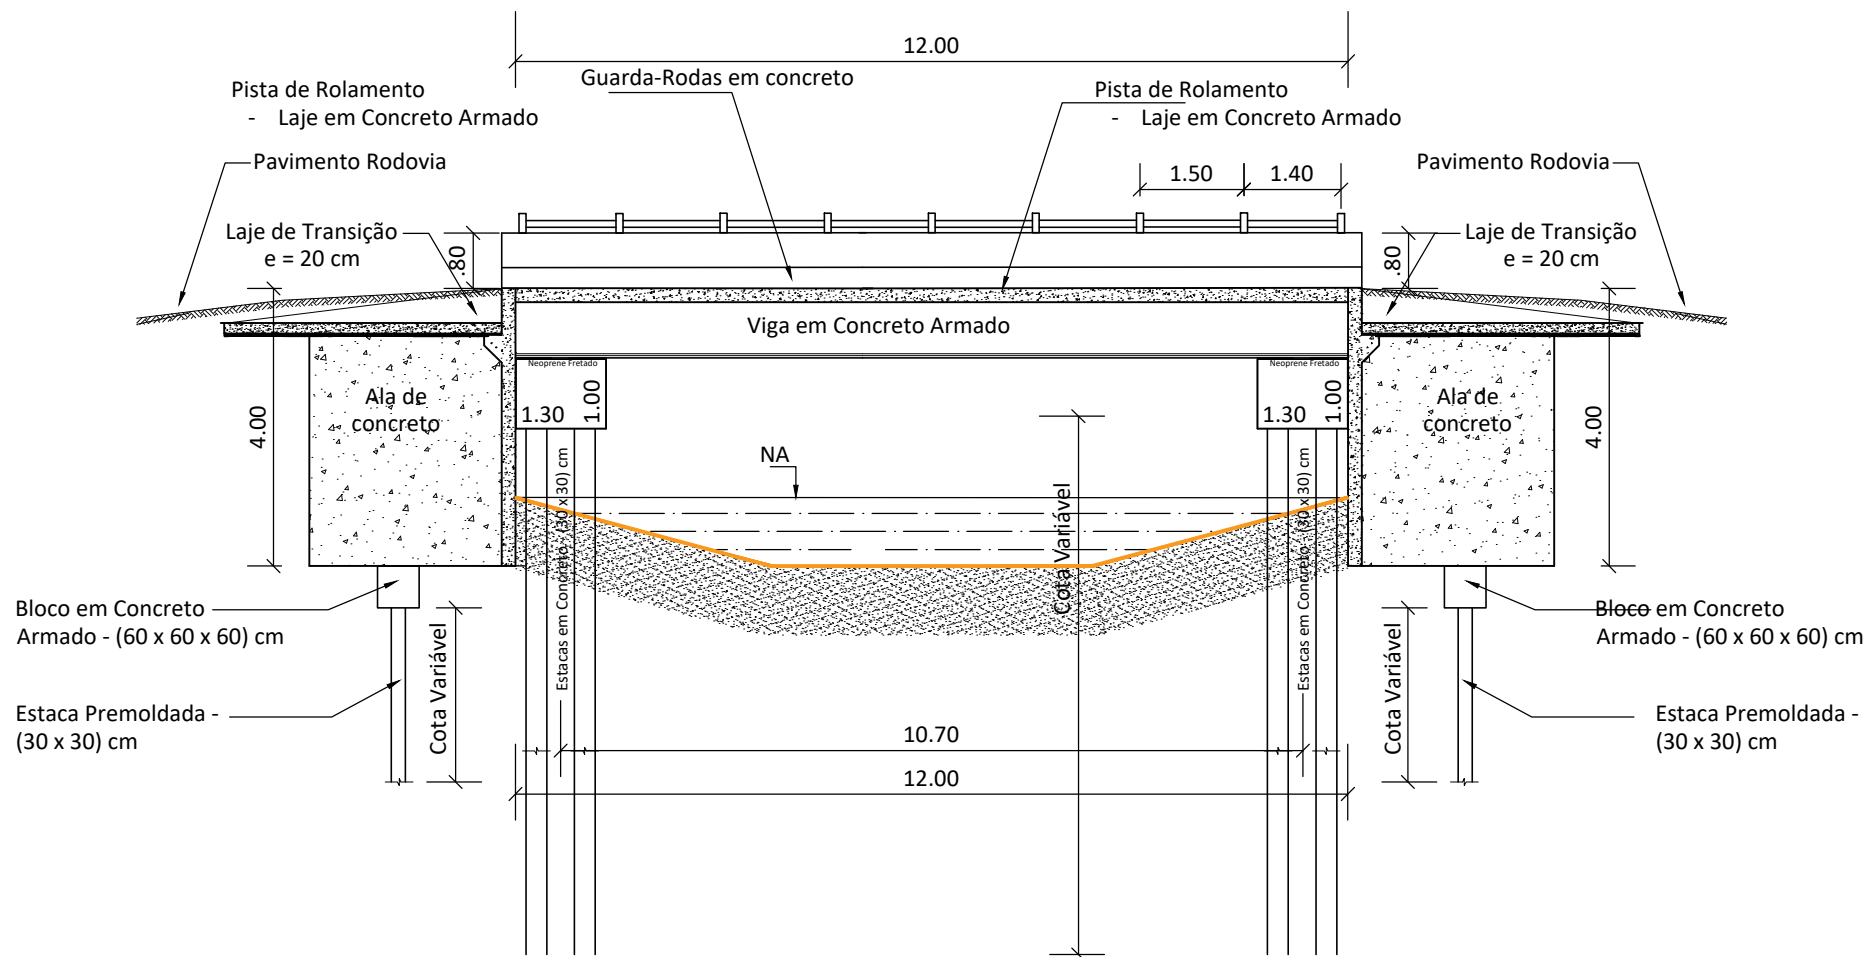 12.00
Guarda-Rodas em concreto
Pista de Rolamento
- Laje em Concreto Armado
Pista de Rolamento
- Laje em Concreto Armado
Pavimento Rodovia
Pavimento Rodovia
1.50
1.40
Laje de Transição
e = 20 cm
.80
.80
Laje de Transição
e = 20 cm
Viga em Concreto Armado
Neoprene Fretado
Neoprene Fretado
4.00
Ala de
concreto
1.30
1.00
1.30
1.00
Ala de
concreto
4.00
NA
Estacas em Concreto - (30 x 30) cm
Cota Variável
Estacas em Concreto - (30 x 30) cm
Bloco em Concreto
Armado - (60 x 60 x 60) cm
Bloco em Concreto
Armado - (60 x 60 x 60) cm
Cota Variável
Cota Variável
Estaca Premoldada -
(30 x 30) cm
Estaca Premoldada -
(30 x 30) cm
10.70
12.00